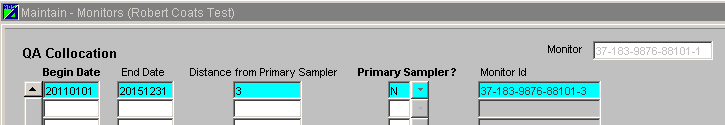 Maintain - Monitors (Robert Coats Test)
Monitor 37-183-9876-88101-1
QA Collocation
Begin Date End Date Distance from Primary Sampler Primary Sampler? Monitor Id
20110101 20151231 3 N 37-183-9876-88101-3